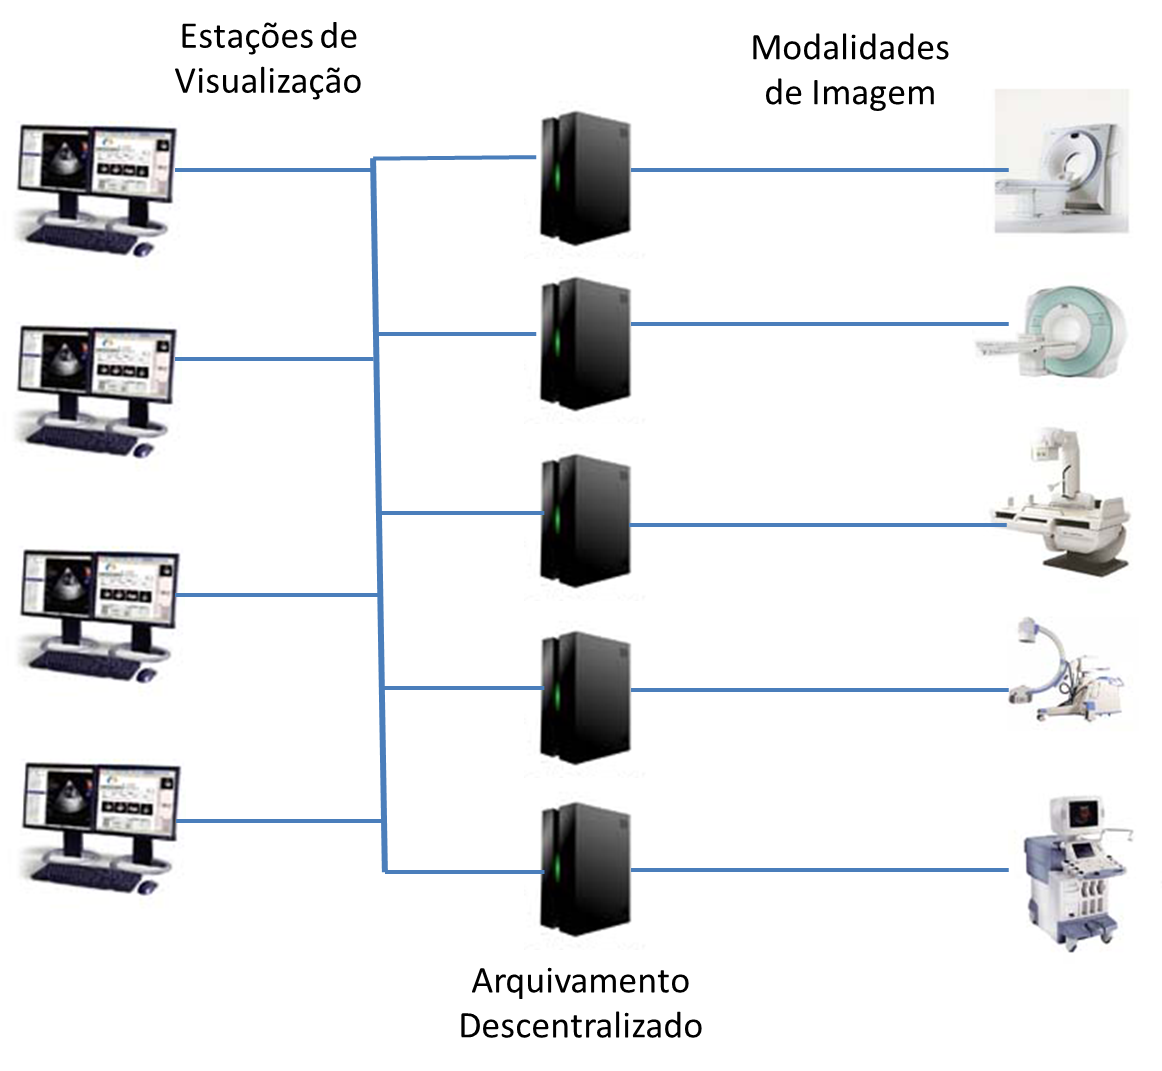 Estações de
Visualização
Modalidades
de Imagem
Arquivamento
Descentralizado